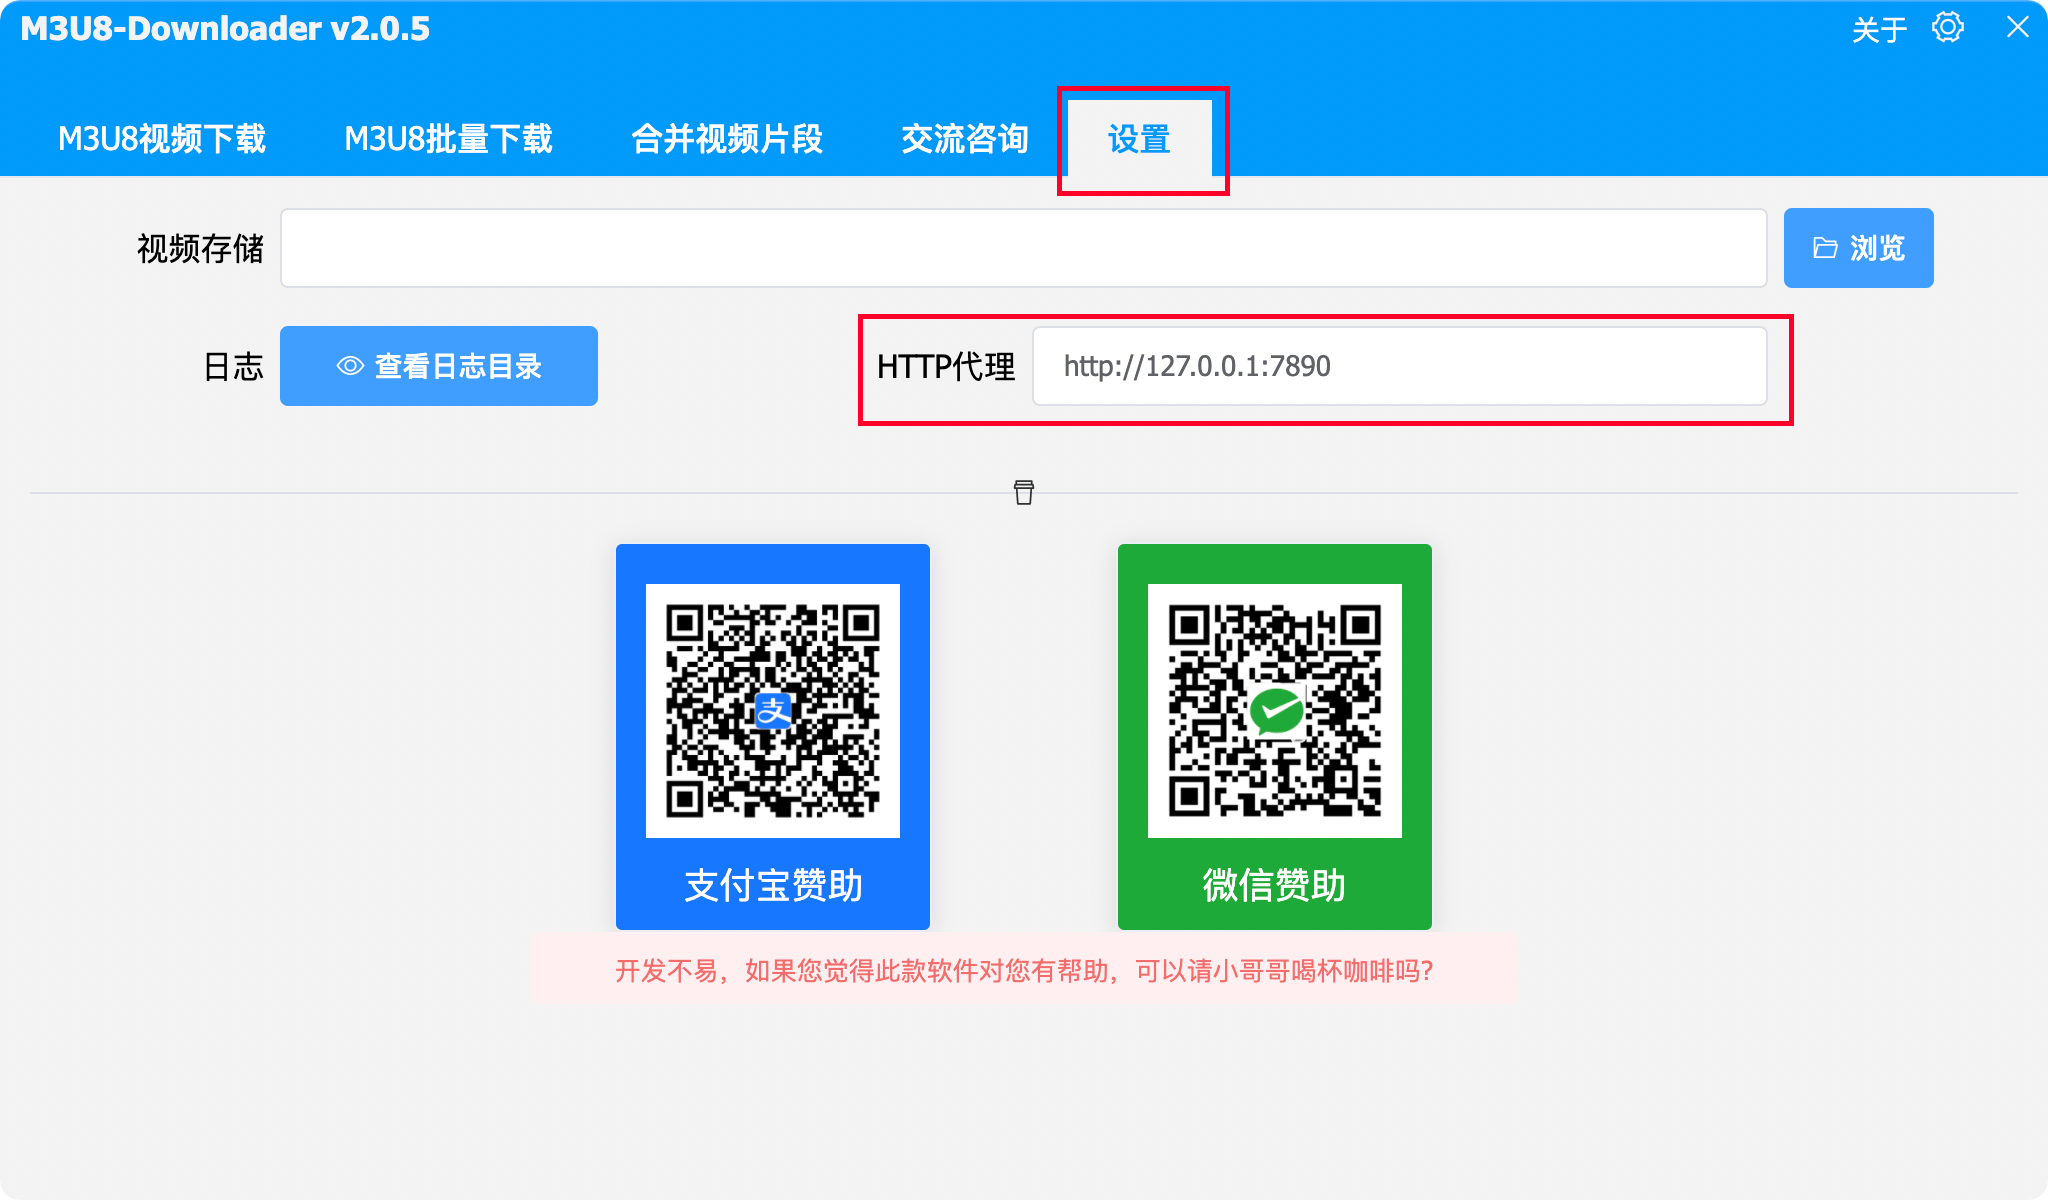 M3U8-Downloader v2.0.5
关于
M3U8视频下载
M3U8批量下载
合并视频片段
交流咨询
设置
视频存储
浏览
日志
查看日志目录
HTTP代理
http://127.0.0.1:7890
支
支付宝赞助
微信赞助
开发不易，如果您觉得此款软件对您有帮助，可以请小哥哥喝杯咖啡吗?